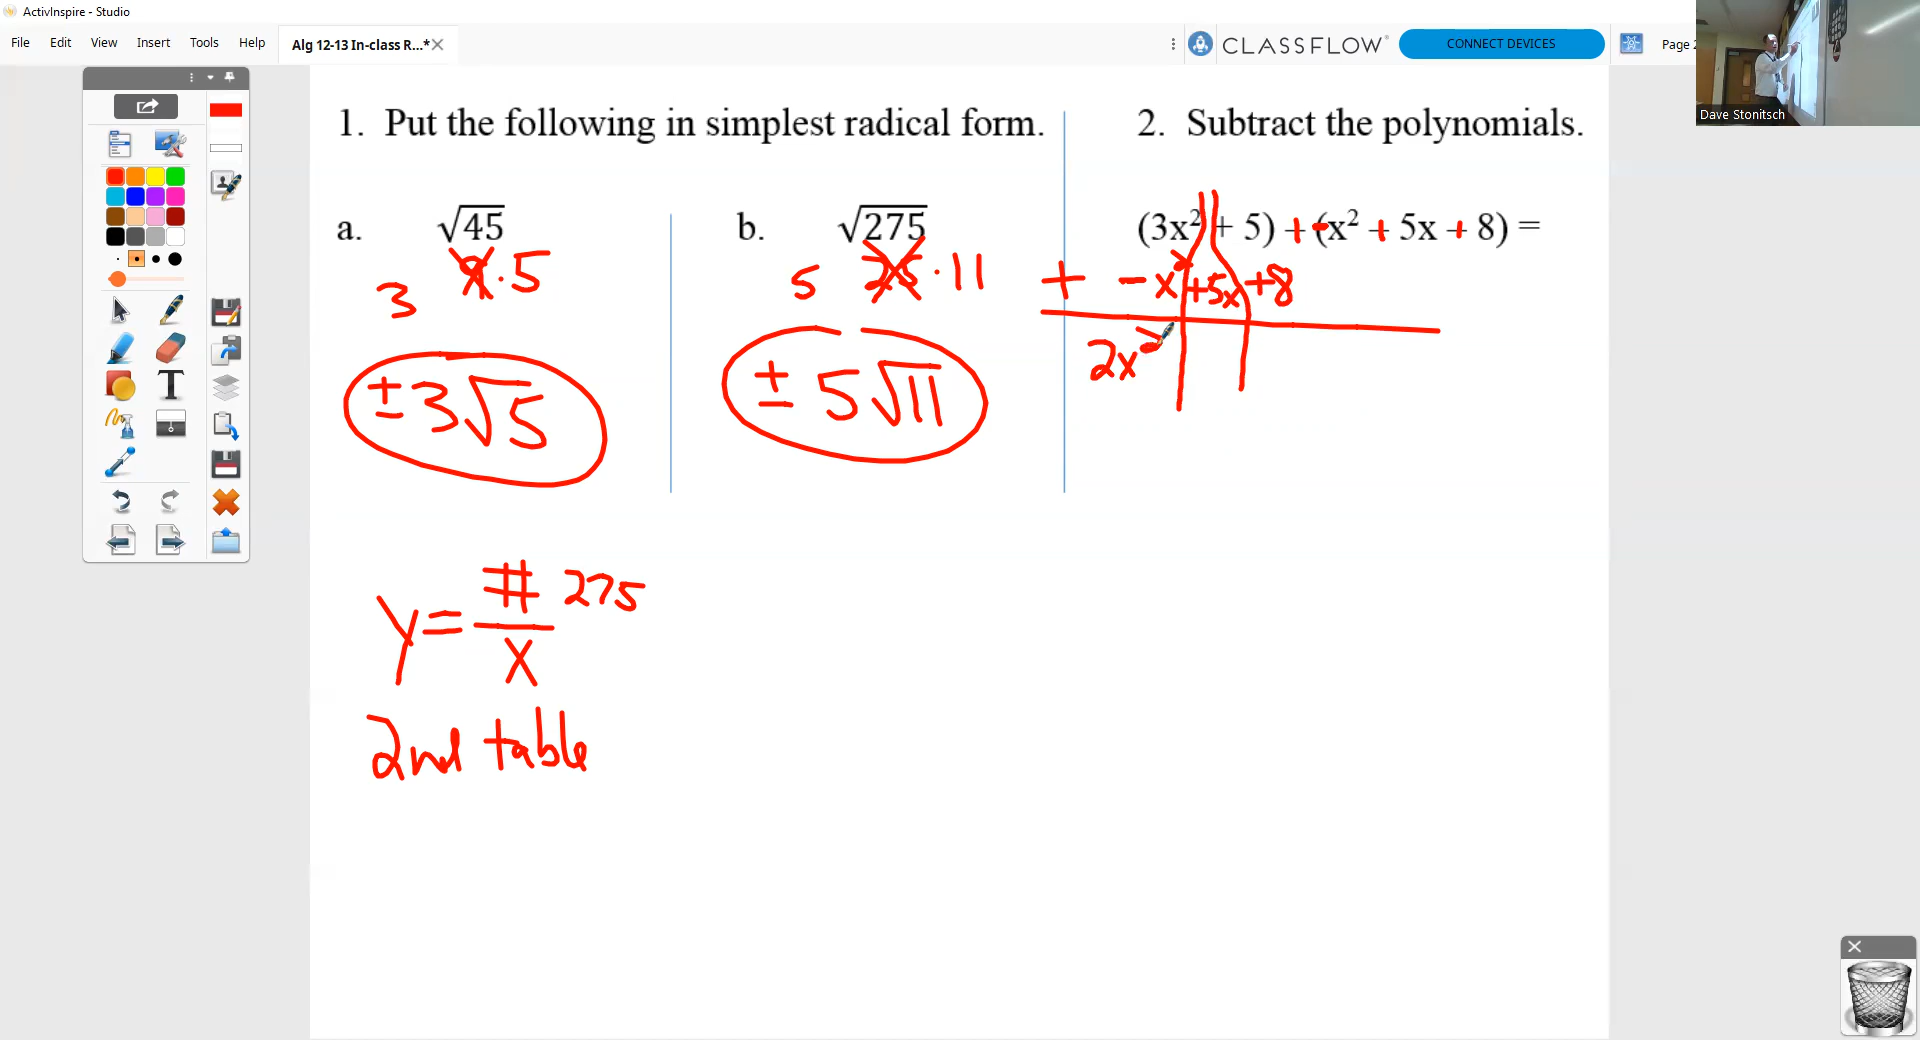 ActivInspire - Studio
File Edit View Insert Tools Help Alg 12-13 In-class R...* CLASSFLOW CONNECT DEVICES Page
Dave Stonitsch
1. Put the following in simplest radical form.
a. √45
9 · 5
3
± 3√5
b. √275
5 25 · 11
± 5√11
2. Subtract the polynomials.
(3x² + 5) + - (x² + 5x + 8) =
+ - x² + 5x + 8
2x²
y = # 275
x
2nd table